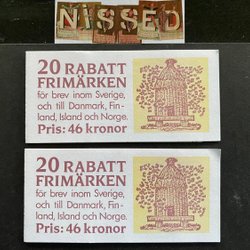 NISSED
20 RABATT
FRIMÄRKEN
för brev inom Sverige,
och till Danmark, Fin-
land, Island och Norge.
Pris: 46 kronor
20 RABATT
FRIMÄRKEN
för brev inom Sverige,
och till Danmark, Fin-
land, Island och Norge.
Pris: 46 kronor